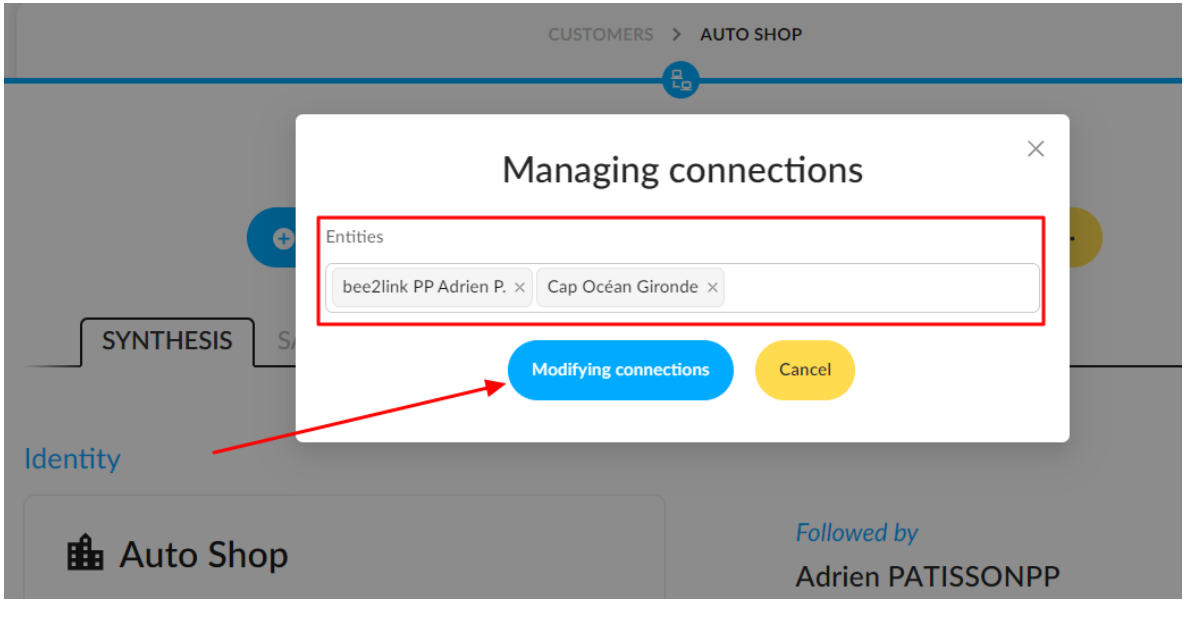 CUSTOMERS > AUTO SHOP
Managing connections
Entities
bee2link PP Adrien P. × Cap Océan Gironde ×
SYNTHESIS
Modifying connections Cancel
Identity
Auto Shop
Followed by
Adrien PATISSONPP